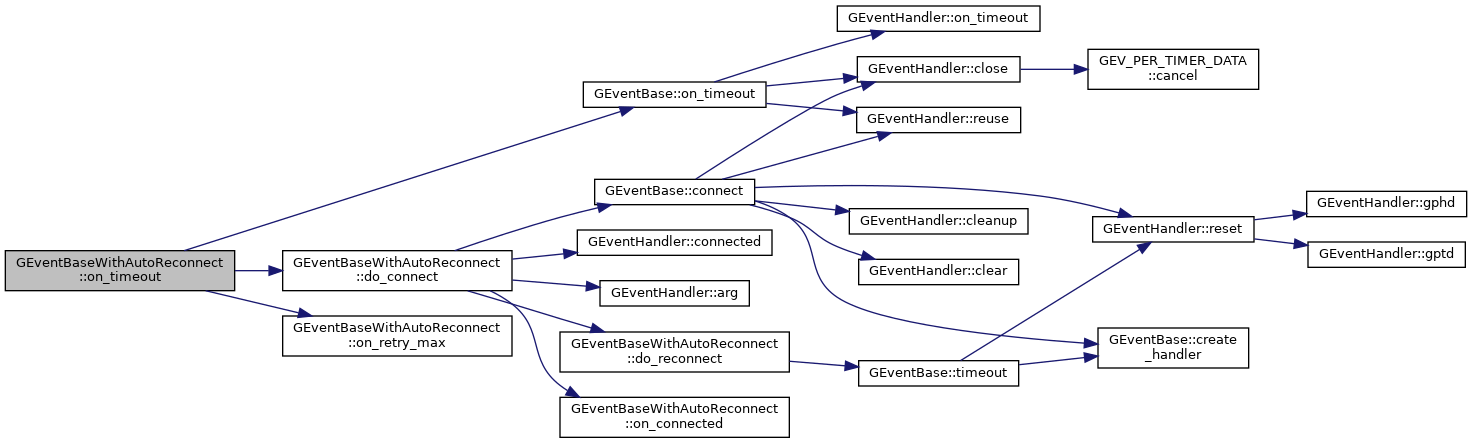 GEventBaseWithAutoReconnect
::on_timeout
GEventBase::on_timeout
GEventBaseWithAutoReconnect
::do_connect
GEventBaseWithAutoReconnect
::on_retry_max
GEventHandler::on_timeout
GEventHandler::close
GEV_PER_TIMER_DATA
::cancel
GEventHandler::reuse
GEventBase::connect
GEventHandler::connected
GEventHandler::arg
GEventBaseWithAutoReconnect
::do_reconnect
GEventBaseWithAutoReconnect
::on_connected
GEventHandler::cleanup
GEventHandler::clear
GEventBase::timeout
GEventHandler::reset
GEventBase::create
_handler
GEventHandler::gphd
GEventHandler::gptd